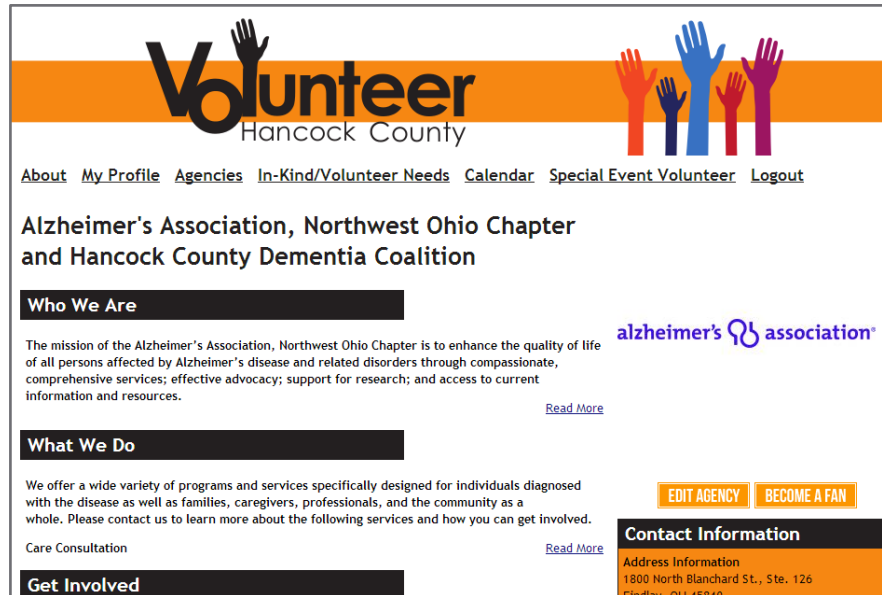 Volunteer
Hancock County
About My Profile Agencies In-Kind/Volunteer Needs Calendar Special Event Volunteer Logout
Alzheimer's Association, Northwest Ohio Chapter
and Hancock County Dementia Coalition
Who We Are
The mission of the Alzheimer's Association, Northwest Ohio Chapter is to enhance the quality of life
of all persons affected by Alzheimer's disease and related disorders through compassionate,
comprehensive services; effective advocacy; support for research; and access to current
information and resources.
Read More
What We Do
We offer a wide variety of programs and services specifically designed for individuals diagnosed
with the disease as well as families, caregivers, professionals, and the community as a
whole. Please contact us to learn more about the following services and how you can get involved.
Care Consultation
Read More
Get Involved
alzheimer's association®
EDIT AGENCY BECOME A FAN
Contact Information
Address Information
1800 North Blanchard St., Ste. 126
Findlay, OH 45840